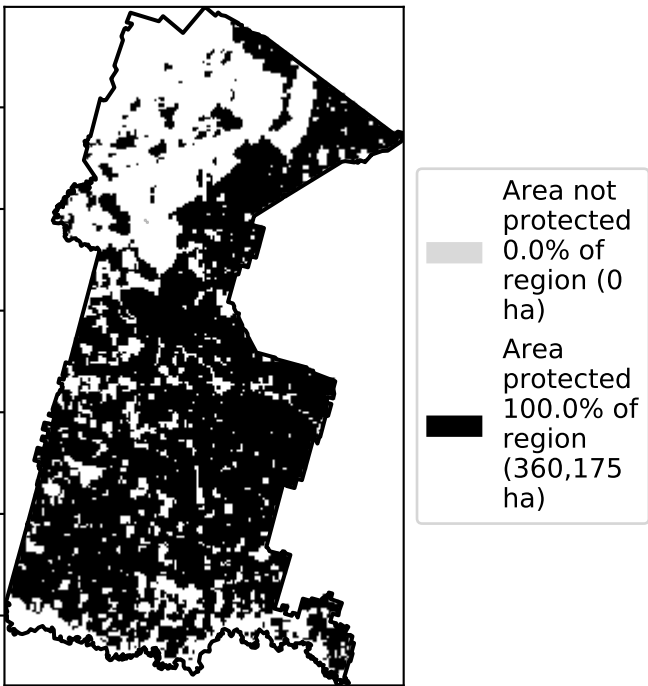 Area not
protected
0.0% of
region (0
ha)
Area
protected
100.0% of
region
(360,175
ha)